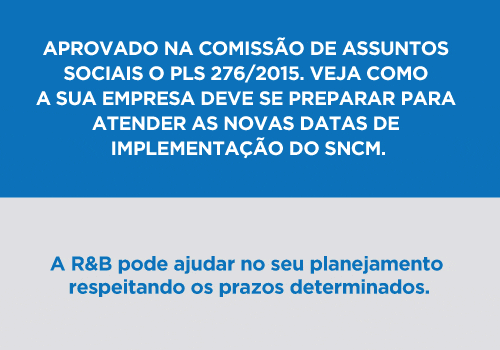 APROVADO NA COMISSÃO DE ASSUNTOS
SOCIAIS O PLS 276/2015. VEJA COMO
A SUA EMPRESA DEVE SE PREPARAR PARA
ATENDER AS NOVAS DATAS DE
IMPLEMENTAÇÃO DO SNCM.
A R&B pode ajudar no seu planejamento
respeitando os prazos determinados.